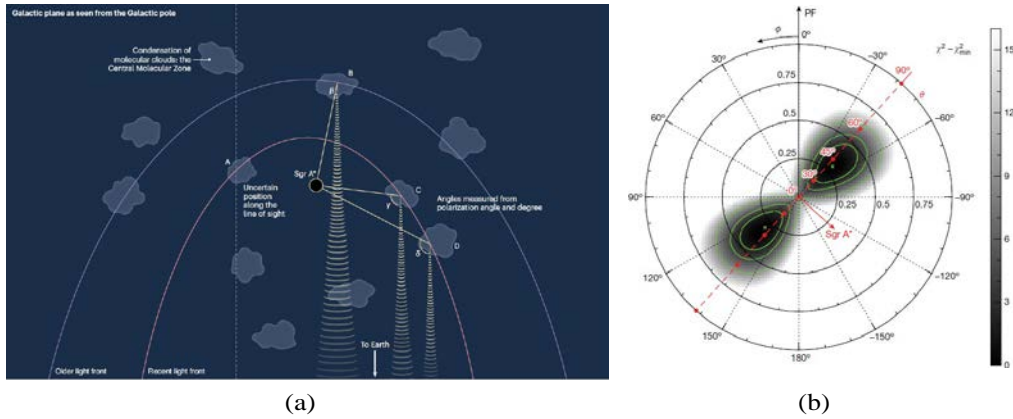 Galactic plane as seen from the Galactic pole
Condensation of
molecular clouds: the
Central Molecular Zone
B
β
A
Sgr A*
Uncertain
position
along the
line of sight
C
γ
Angles measured from
polarization angle and degree
D
δ
To Earth
Older light front
Recent light front
(a)
PF
ϕ
0°
30°
-30°
60°
-60°
90°
-90°
120°
-120°
150°
-150°
180°
0.75
0.5
0.25
0.25
0.5
0.75
90°
θ
60°
45°
30°
0°
Sgr A*
χ² − χ²min
15
12
9
6
3
0
(b)